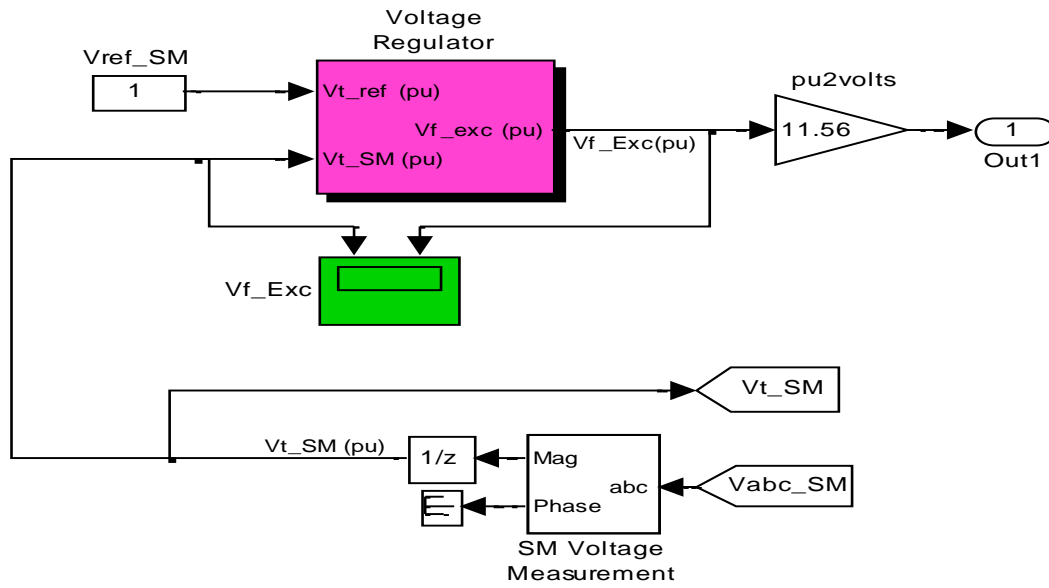 Voltage
Regulator
Vref_SM
1
Vt_ref (pu)
Vf_exc (pu)
Vt_SM (pu)
Vf_Exc(pu)
pu2volts
11.56
1
Out1
Vf_Exc
Vt_SM
Vt_SM (pu)
1/z
Mag
abc
Phase
Vabc_SM
SM Voltage
Measurement